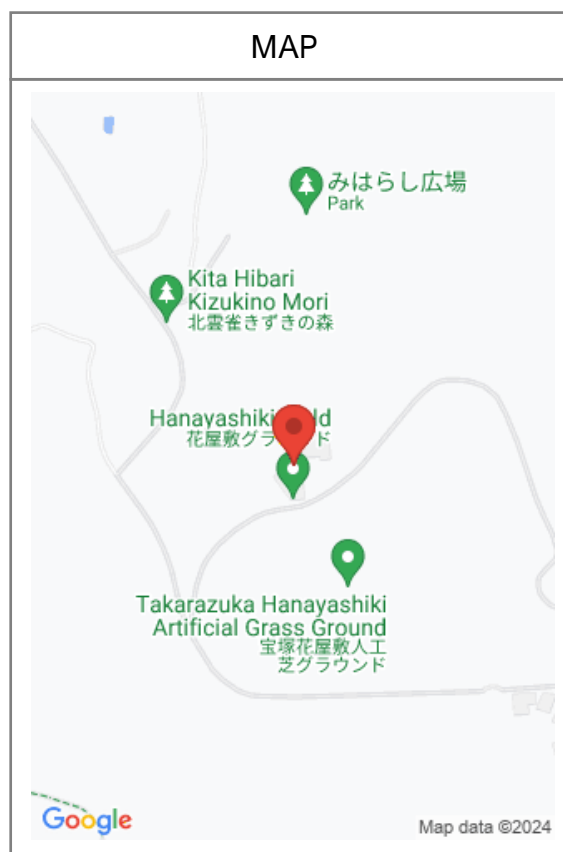 MAP
みはらし広場
Park
Kita Hibari
Kizukino Mori
北雲雀きずきの森
Hanayashiki
花屋敷グラ
ド
Takarazuka Hanayashiki
Artificial Grass Ground
宝塚花屋敷人工
芝グラウンド
Google
Map data ©2024